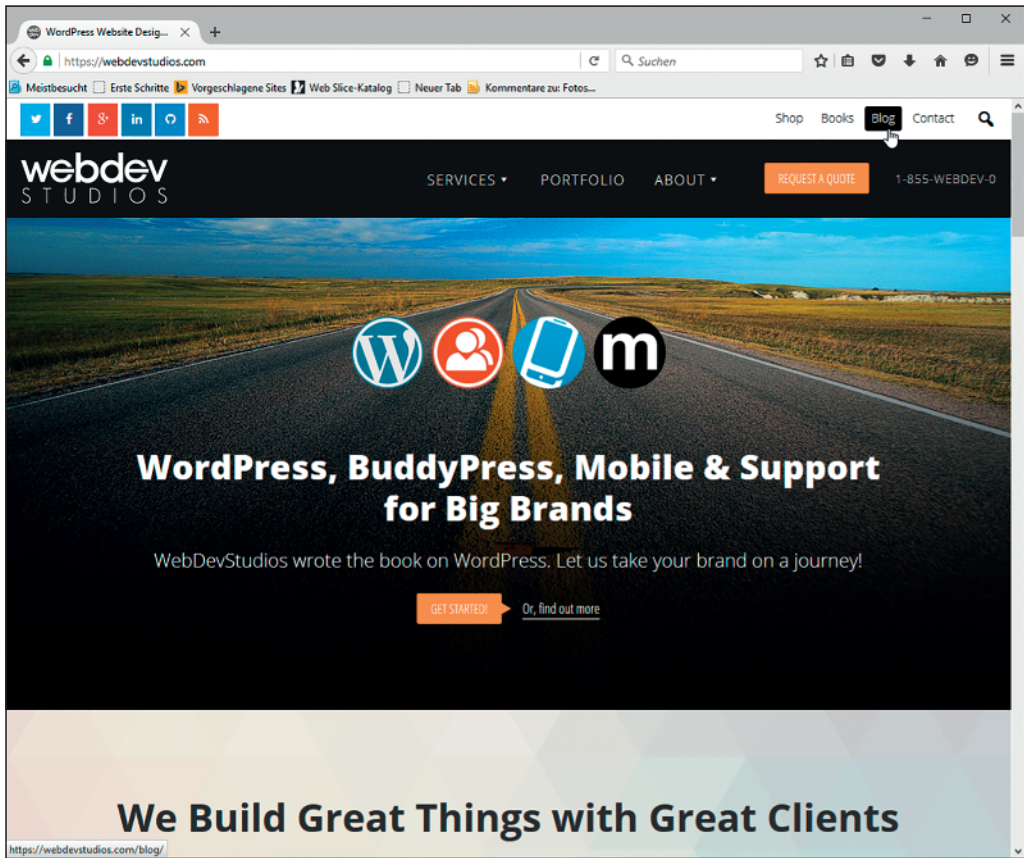 WordPress Website Desig...
https://webdevstudios.com
Suchen
Meistbesucht Erste Schritte Vorgeschlagene Sites Web Slice-Katalog Neuer Tab Kommentare zu: Fotos...
f 8+ in Shop Books Blog Contact
webdev
STUDIOS
SERVICES PORTFOLIO ABOUT REQUEST A QUOTE 1-855-WEBDEV-0
W m
WordPress, BuddyPress, Mobile & Support
for Big Brands
WebDevStudios wrote the book on WordPress. Let us take your brand on a journey!
GET STARTED! Or, find out more
We Build Great Things with Great Clients
https://webdevstudios.com/blog/